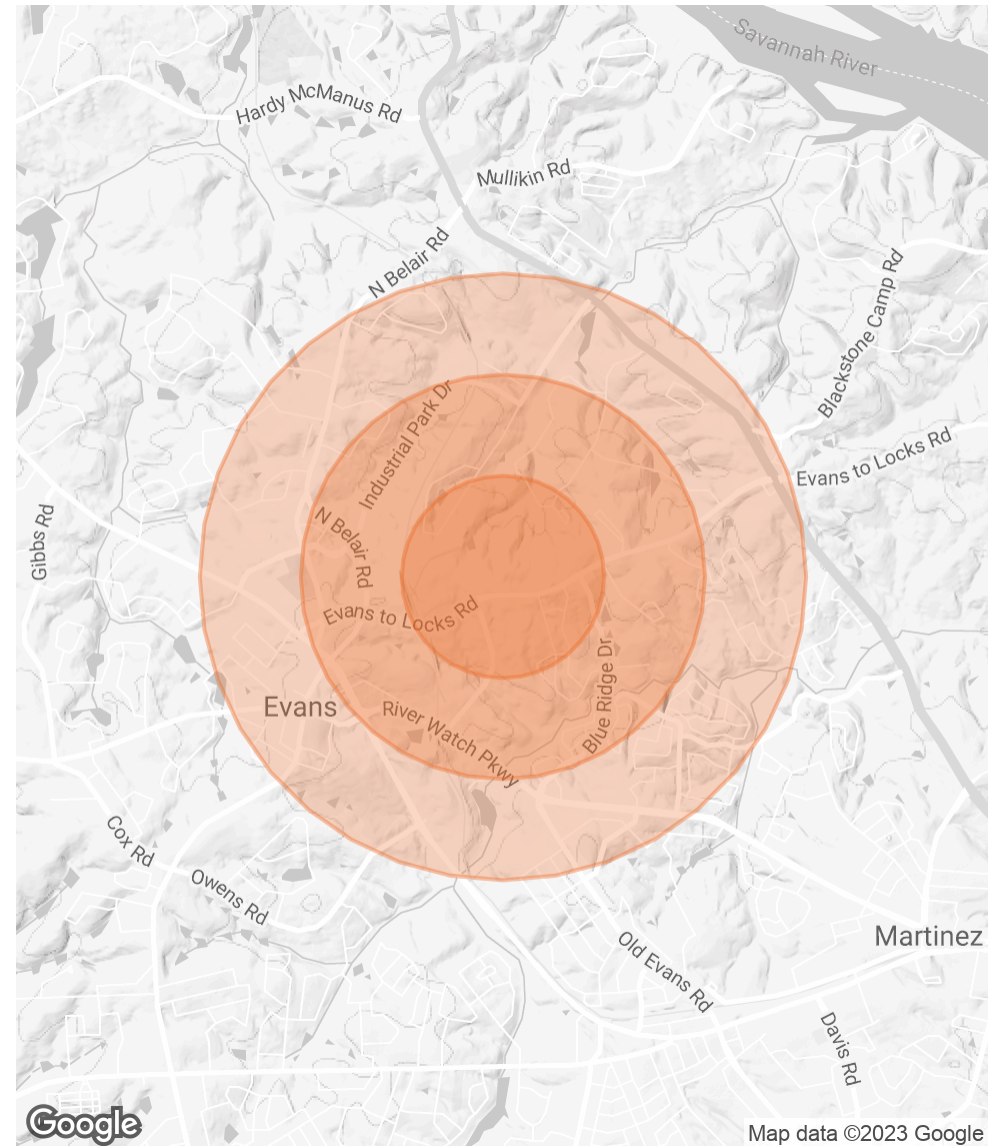 Savannah River
Hardy McManus Rd
Mullikin Rd
N Belair Rd
Blackstone Camp Rd
Industrial Park Dr
Evans to Locks Rd
Gibbs Rd
N Belair Rd
Evans to Locks Rd
Blue Ridge Dr
Evans
River Watch Pkwy
Cox Rd
Owens Rd
Martinez
Old Evans Rd
Davis Rd
Google
Map data ©2023 Google